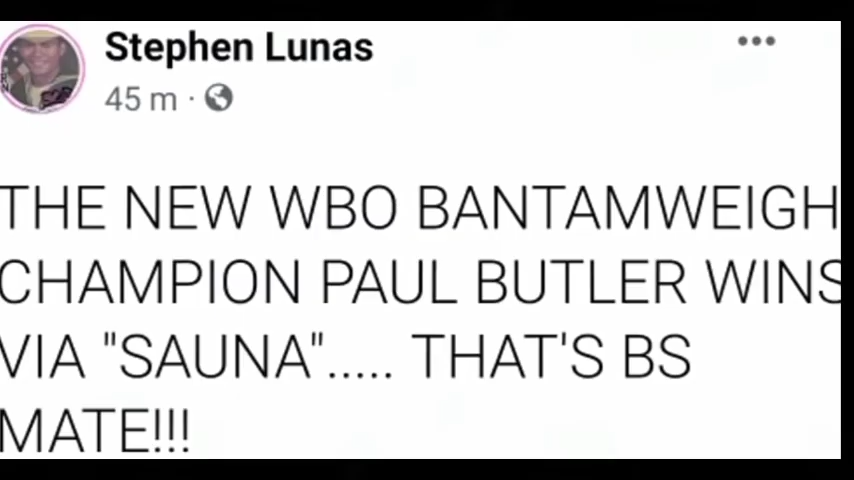 Stephen Lunas
45 m ·
THE NEW WBO BANTAMWEIGH
CHAMPION PAUL BUTLER WINS
VIA "SAUNA"..... THAT'S BS
MATE!!!